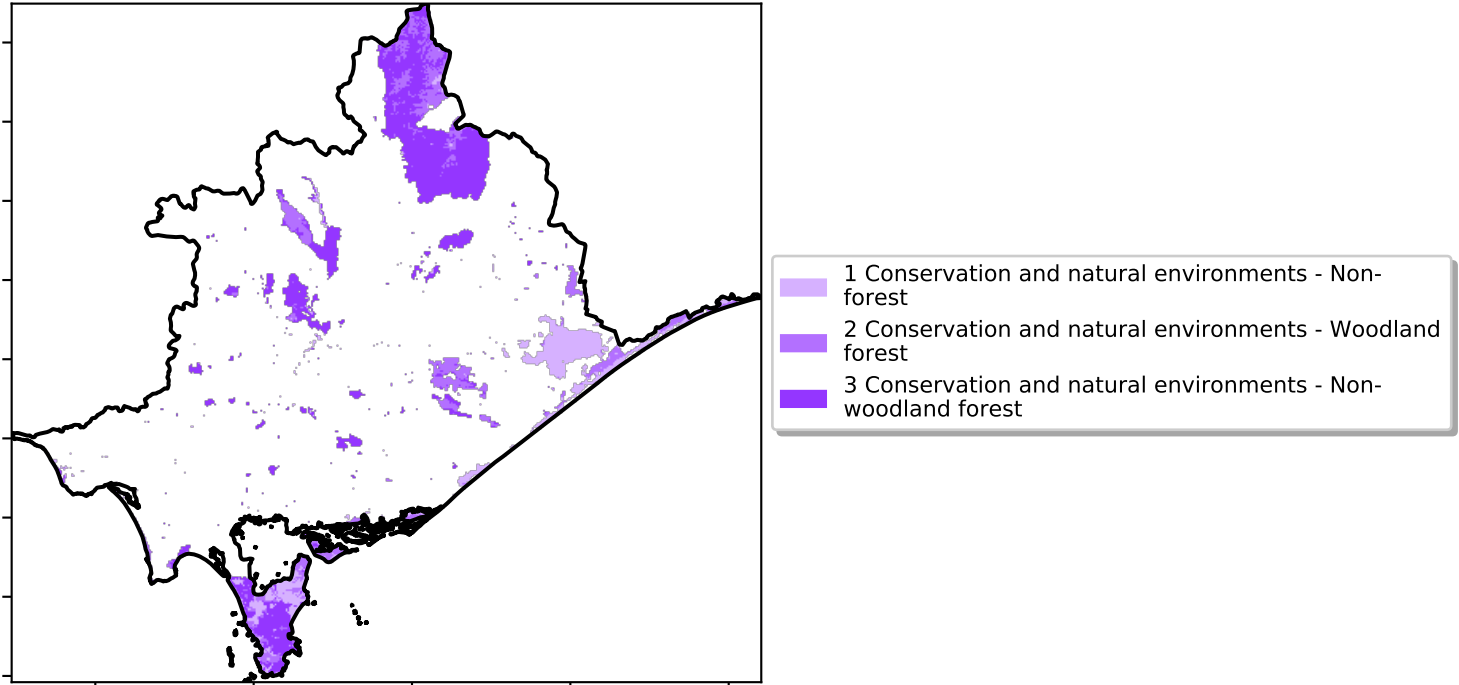 1 Conservation and natural environments - Non-
forest
2 Conservation and natural environments - Woodland
forest
3 Conservation and natural environments - Non-
woodland forest